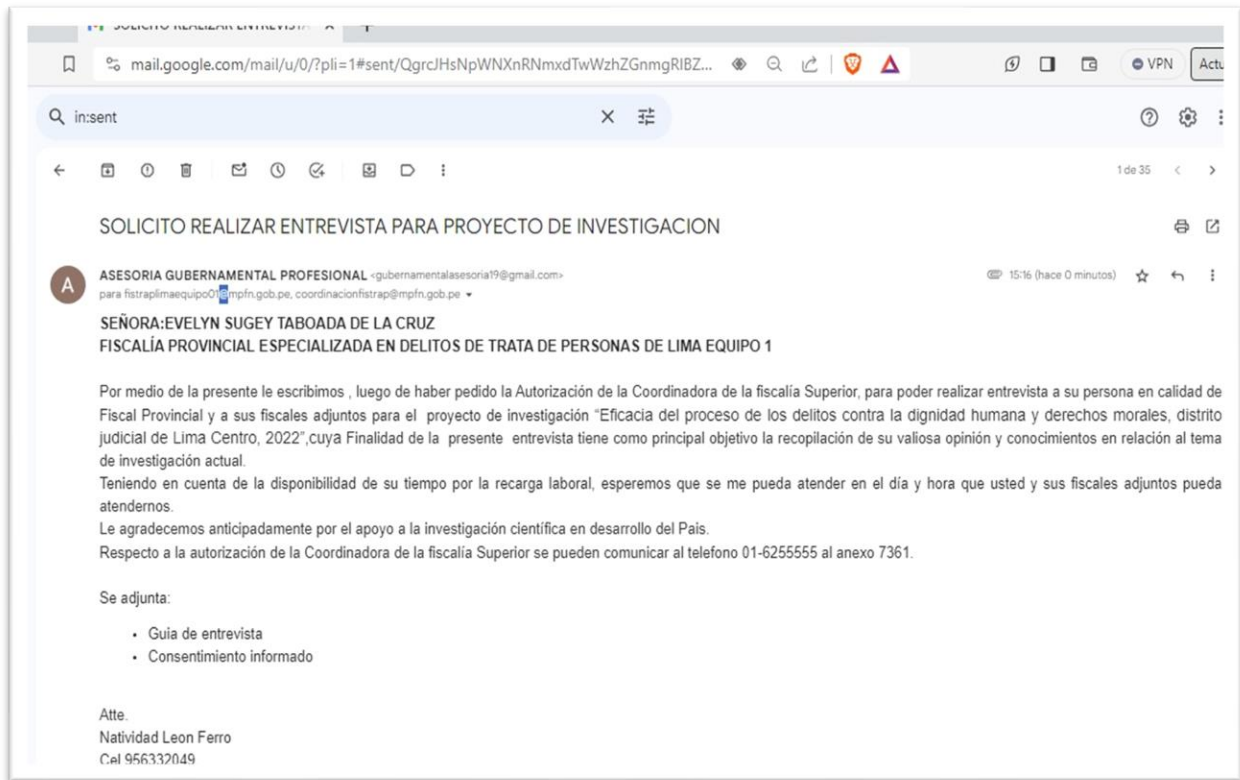 SOLICITO REALIZAR ENTREVISTA
mail.google.com/mail/u/0/?pli=1#sent/QgrcJHsNpWNXnRNmxdTwWzhZGnmgRlBZ...
VPN
Actu
in:sent
1 de 35
SOLICITO REALIZAR ENTREVISTA PARA PROYECTO DE INVESTIGACION
A
ASESORIA GUBERNAMENTAL PROFESIONAL <gubernamentalasesoria19@gmail.com>
15:16 (hace 0 minutos)
para fistraplimaequipo01@mpfn.gob.pe, coordinacionfistrap@mpfn.gob.pe
SEÑORA:EVELYN SUGEY TABOADA DE LA CRUZ
FISCALÍA PROVINCIAL ESPECIALIZADA EN DELITOS DE TRATA DE PERSONAS DE LIMA EQUIPO 1
Por medio de la presente le escribimos , luego de haber pedido la Autorización de la Coordinadora de la fiscalía Superior, para poder realizar entrevista a su persona en calidad de
Fiscal Provincial y a sus fiscales adjuntos para el proyecto de investigación “Eficacia del proceso de los delitos contra la dignidad humana y derechos morales, distrito
judicial de Lima Centro, 2022”,cuya Finalidad de la presente entrevista tiene como principal objetivo la recopilación de su valiosa opinión y conocimientos en relación al tema
de investigación actual.
Teniendo en cuenta de la disponibilidad de su tiempo por la recarga laboral, esperemos que se me pueda atender en el día y hora que usted y sus fiscales adjuntos pueda
atendernos.
Le agradecemos anticipadamente por el apoyo a la investigación científica en desarrollo del Pais.
Respecto a la autorización de la Coordinadora de la fiscalía Superior se pueden comunicar al telefono 01-6255555 al anexo 7361.
Se adjunta:
• Guia de entrevista
• Consentimiento informado
Atte.
Natividad Leon Ferro
Cel 956332049